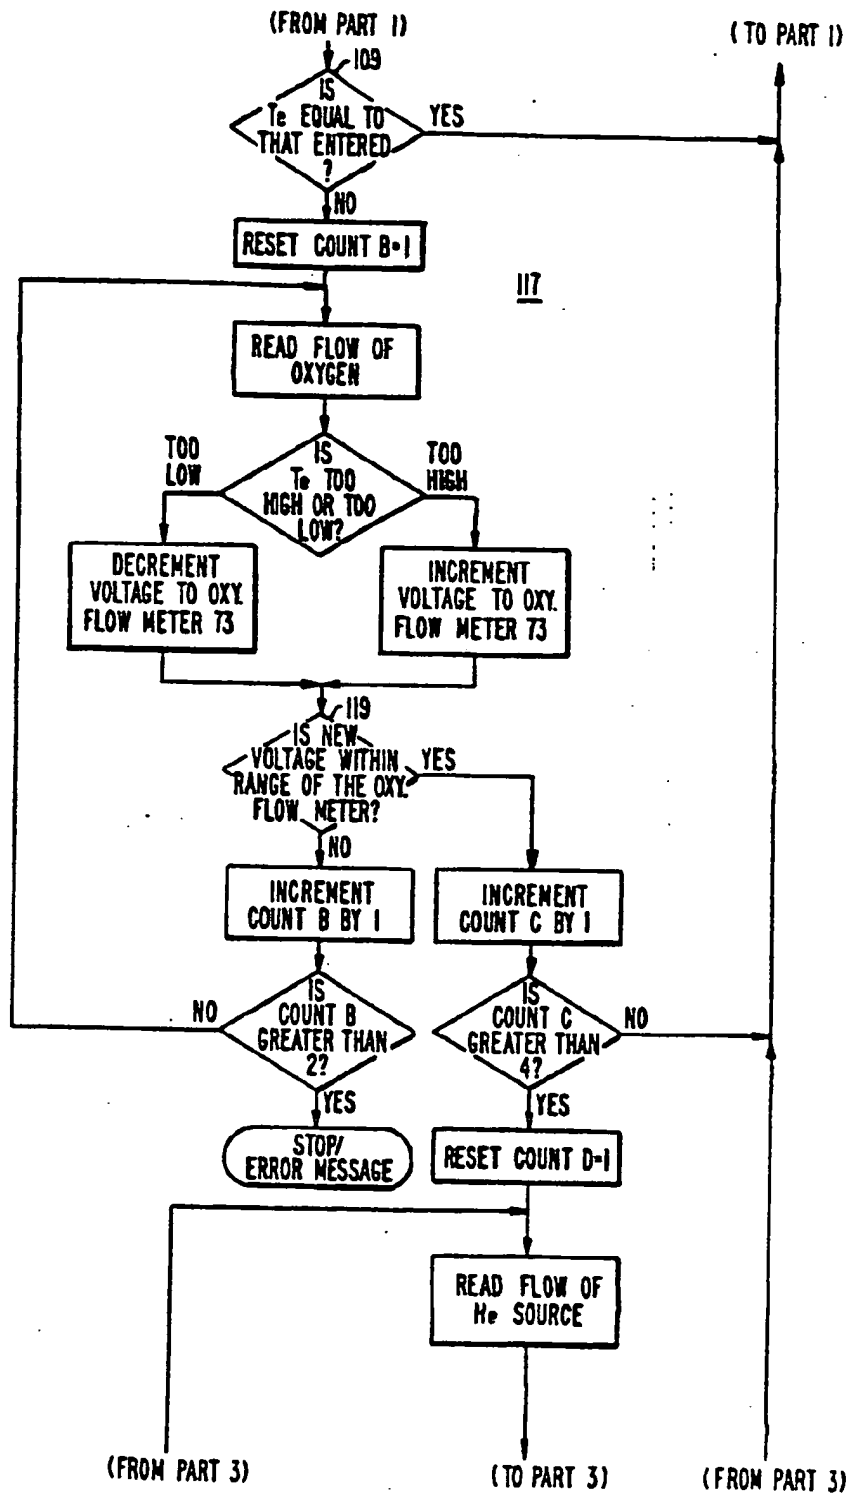 (FROM PART 1)
(TO PART 1)
109
IS
Te EQUAL TO
THAT ENTERED
?
YES
NO
RESET COUNT B=1
117
READ FLOW OF
OXYGEN
TOO
LOW
IS
Te TOO
HIGH OR TOO
LOW?
TOO
HIGH
DECREMENT
VOLTAGE TO OXY.
FLOW METER 73
INCREMENT
VOLTAGE TO OXY.
FLOW METER 73
119
IS NEW
VOLTAGE WITHIN
RANGE OF THE OXY.
FLOW METER?
YES
NO
INCREMENT
COUNT B BY 1
INCREMENT
COUNT C BY 1
NO
IS
COUNT B
GREATER THAN
2?
IS
COUNT C
GREATER THAN
4?
NO
YES
YES
STOP/
ERROR MESSAGE
RESET COUNT D=1
READ FLOW OF
He SOURCE
(FROM PART 3)
(TO PART 3)
(FROM PART 3)